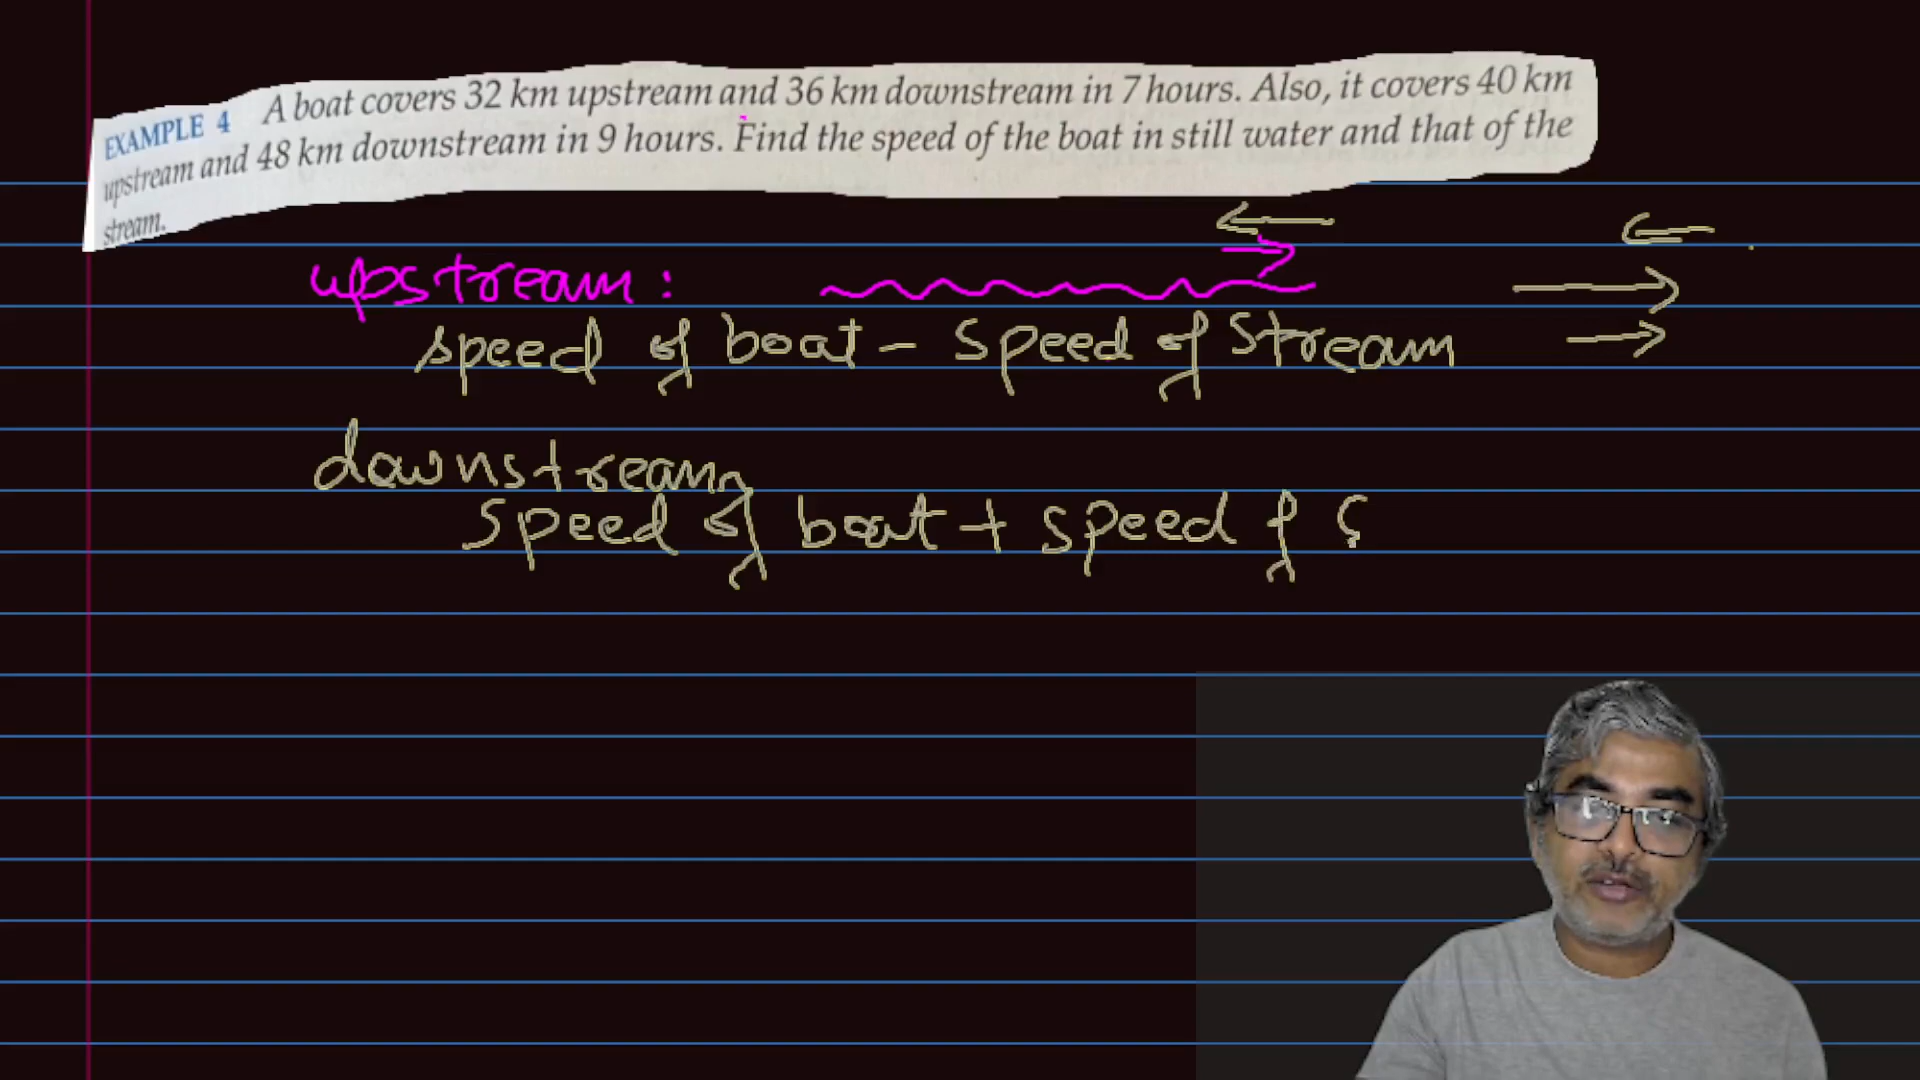 EXAMPLE 4 A boat covers 32 km upstream and 36 km downstream in 7 hours. Also, it covers 40 km
upstream and 48 km downstream in 9 hours. Find the speed of the boat in still water and that of the
stream.
upstream:
speed of boat - Speed of Stream
downstream
speed of boat + speed of S